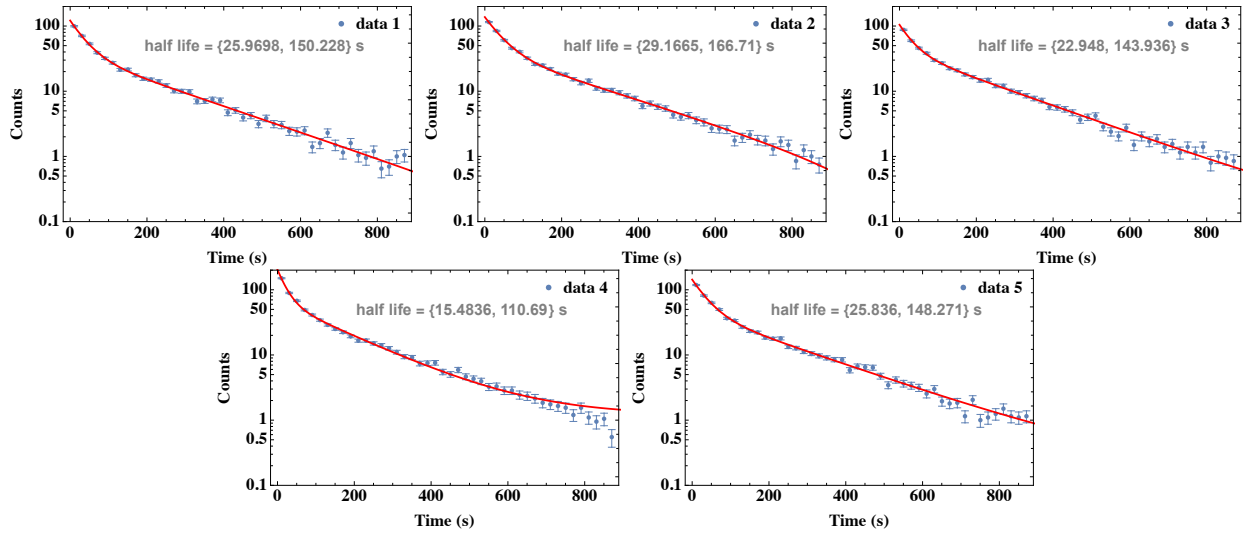 data 1
half life = {25.9698, 150.228} s
100
50
10
5
1
0.5
0.1
Counts
0 200 400 600 800
Time (s)
data 2
half life = {29.1665, 166.71} s
100
50
10
5
1
0.5
0.1
Counts
0 200 400 600 800
Time (s)
data 3
half life = {22.948, 143.936} s
100
50
10
5
1
0.5
0.1
Counts
0 200 400 600 800
Time (s)
data 4
half life = {15.4836, 110.69} s
100
50
10
5
1
0.5
0.1
Counts
0 200 400 600 800
Time (s)
data 5
half life = {25.836, 148.271} s
100
50
10
5
1
0.5
0.1
Counts
0 200 400 600 800
Time (s)